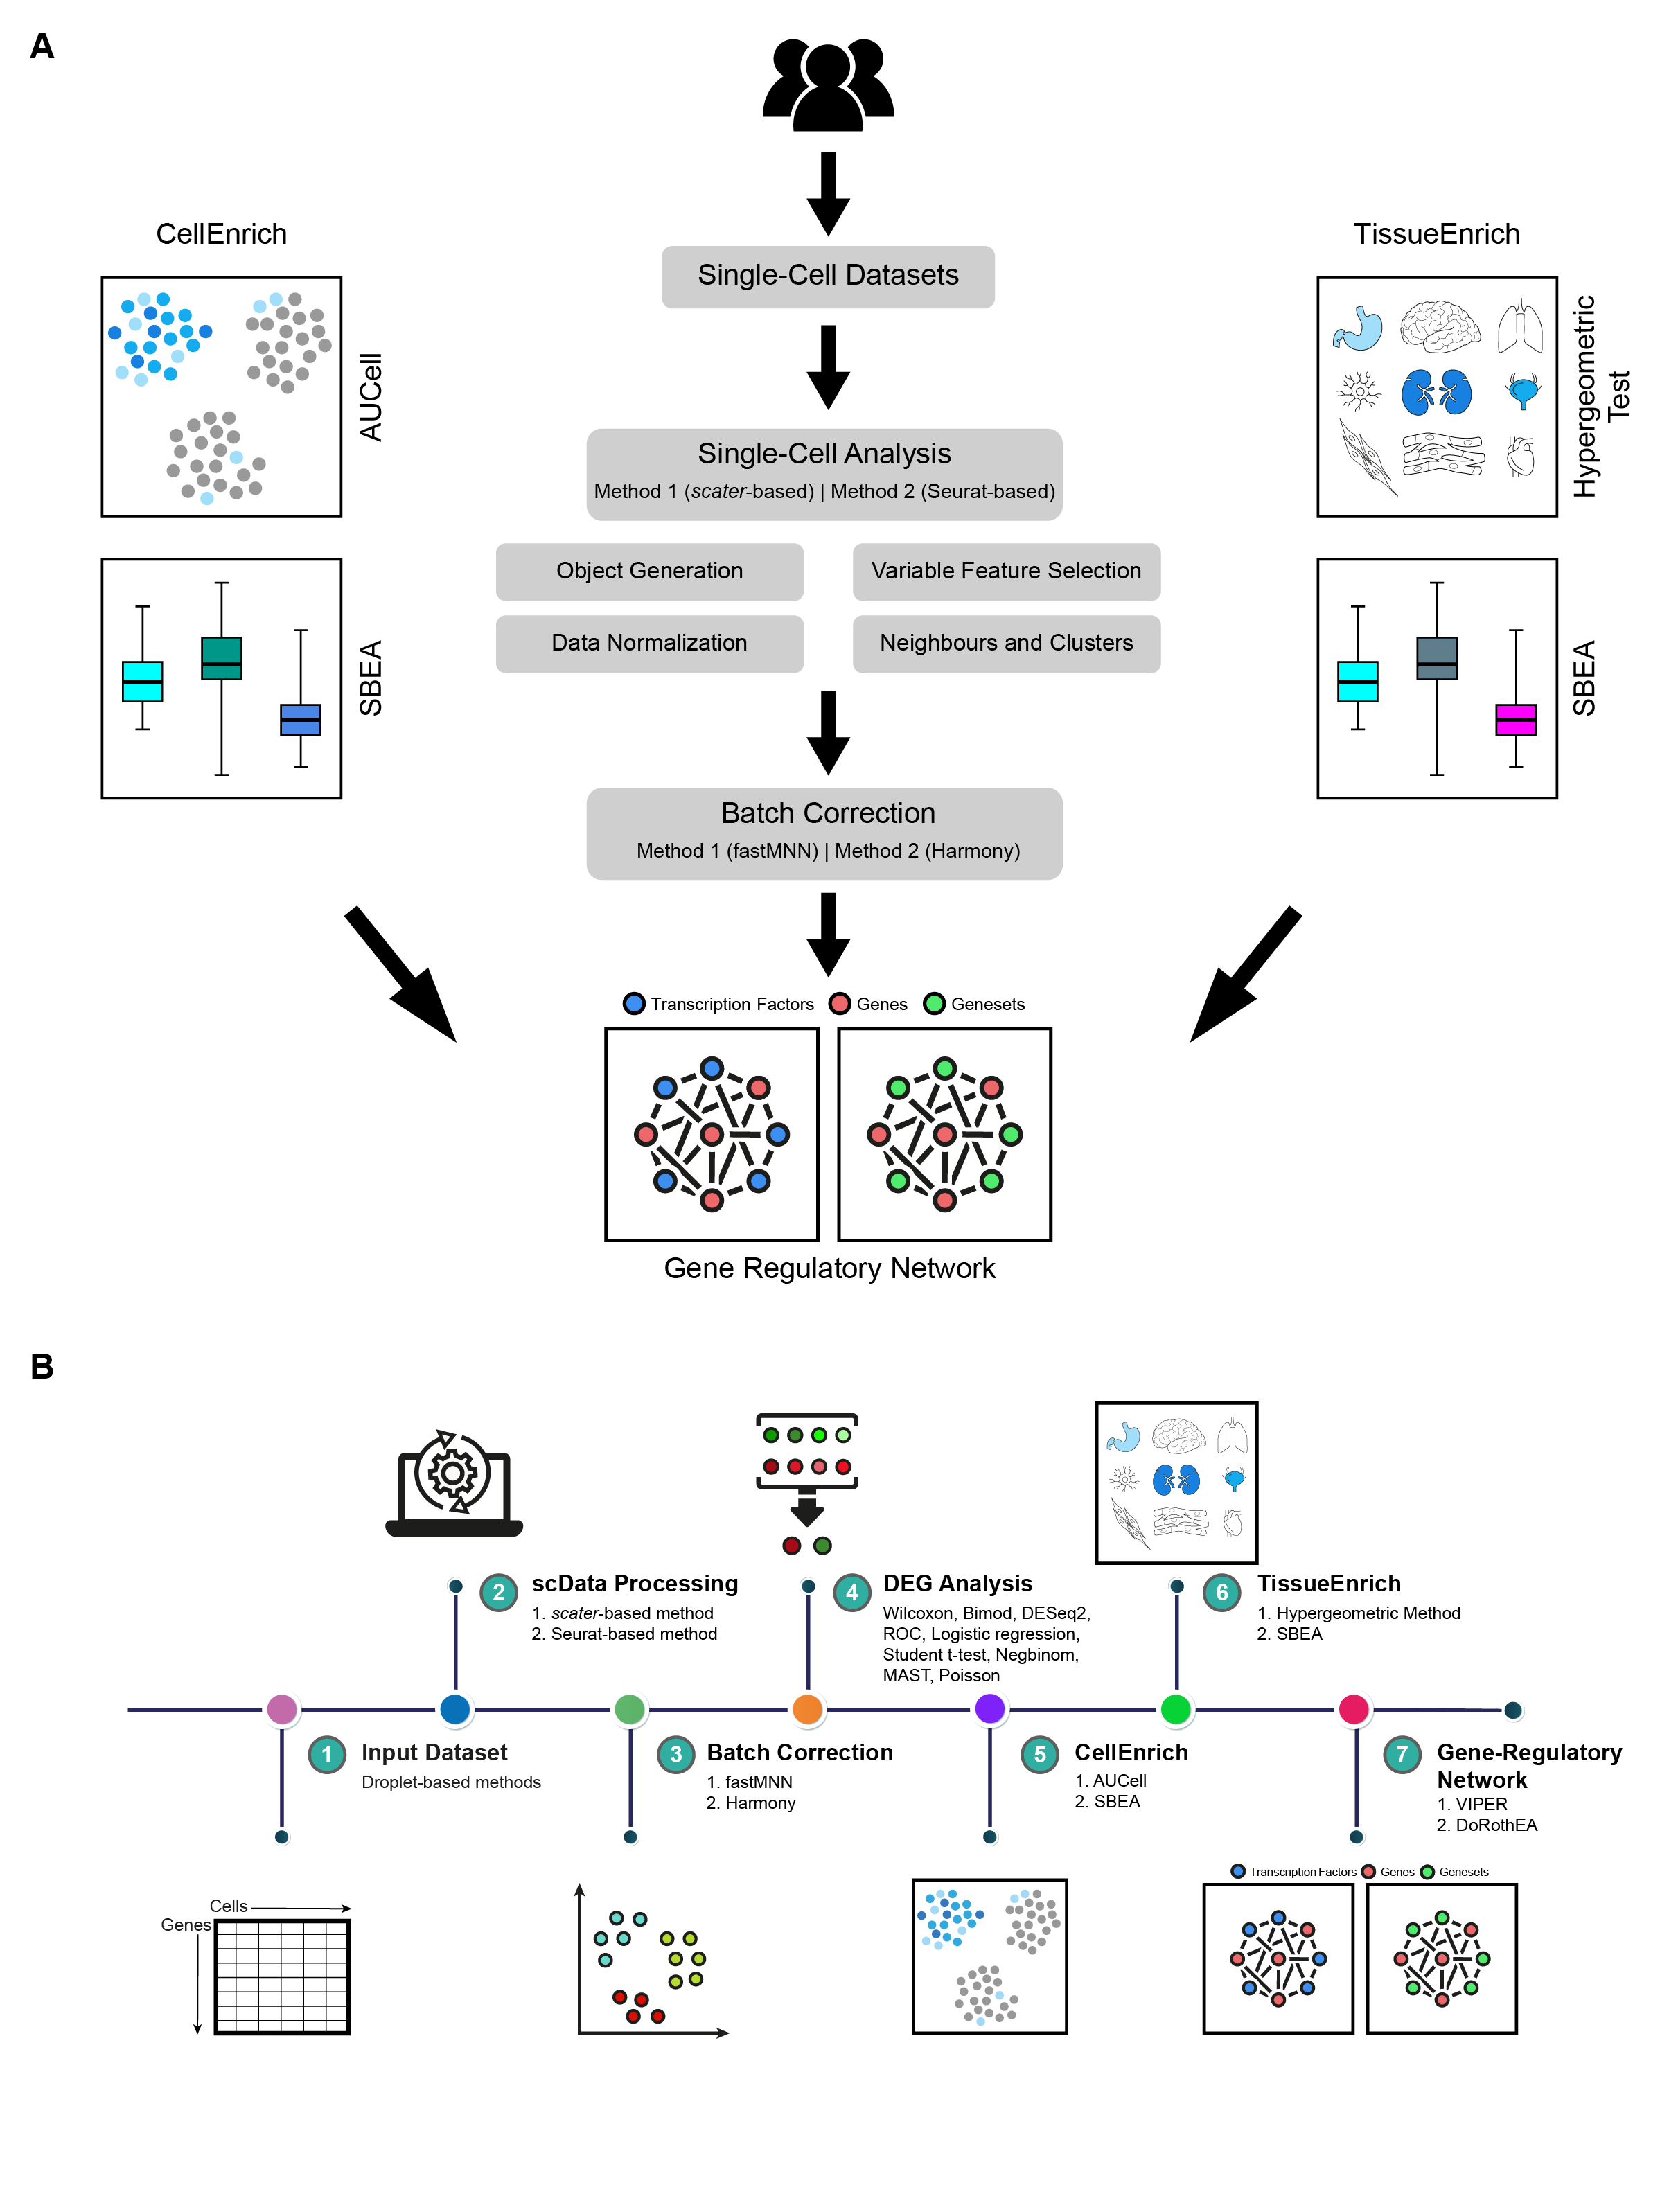 A
CellEnrich
AUCell
SBEA
Single-Cell Datasets
Single-Cell Analysis
Method 1 (scater-based) | Method 2 (Seurat-based)
Object Generation
Variable Feature Selection
Data Normalization
Neighbours and Clusters
Batch Correction
Method 1 (fastMNN) | Method 2 (Harmony)
TissueEnrich
Hypergeometric
Test
SBEA
Transcription Factors
Genes
Genesets
Gene Regulatory Network
B
2
scData Processing
1. scater-based method
2. Seurat-based method
4
DEG Analysis
Wilcoxon, Bimod, DESeq2,
ROC, Logistic regression,
Student t-test, Negbinom,
MAST, Poisson
6
TissueEnrich
1. Hypergeometric Method
2. SBEA
1
Input Dataset
Droplet-based methods
3
Batch Correction
1. fastMNN
2. Harmony
5
CellEnrich
1. AUCell
2. SBEA
7
Gene-Regulatory
Network
1. VIPER
2. DoRothEA
Cells
Genes
Transcription Factors
Genes
Genesets